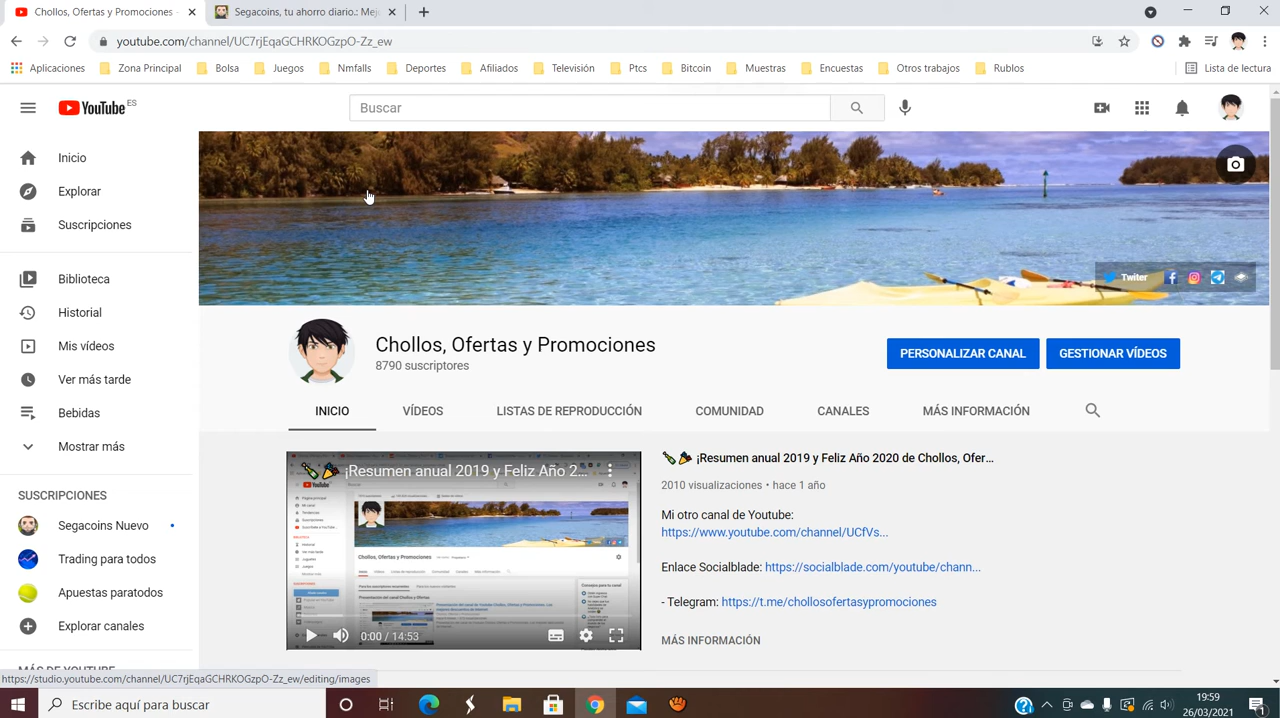 Chollos, Ofertas y Promociones -
Segacoins, tu ahorro diario.: Mej
youtube.com/channel/UC7rjEqaGCHRKOGzpO-Zz_ew
Aplicaciones Zona Principal Bolsa Juegos Nmfalls Deportes Afiliados Televisión Ptcs Bitcoin Muestras Encuestas Otros trabajos Rublos Lista de lectura
YouTube ES
Buscar
Inicio
Explorar
Suscripciones
Biblioteca
Historial
Mis vídeos
Ver más tarde
Bebidas
Mostrar más
SUSCRIPCIONES
Segacoins Nuevo
Trading para todos
Apuestas paratodos
Explorar canales
MÁS DE YOUTUBE
Twiter
Chollos, Ofertas y Promociones
8790 suscriptores
PERSONALIZAR CANAL
GESTIONAR VÍDEOS
INICIO VÍDEOS LISTAS DE REPRODUCCIÓN COMUNIDAD CANALES MÁS INFORMACIÓN
¡Resumen anual 2019 y Feliz Año 2...
Chollos, Ofertas y Promociones
0:00 / 14:53
¡Resumen anual 2019 y Feliz Año 2020 de Chollos, Ofer...
2010 visualizaciones • hace 1 año
Mi otro canal de Youtube:
https://www.youtube.com/channel/UCfVs...
Enlace Socialblade: https://socialblade.com/youtube/chann...
- Telegram: https://t.me/chollosofertasypromociones
MÁS INFORMACIÓN
https://studio.youtube.com/channel/UC7rjEqaGCHRKOGzpO-Zz_ew/editing/images
Escribe aquí para buscar
19:59
26/03/2021